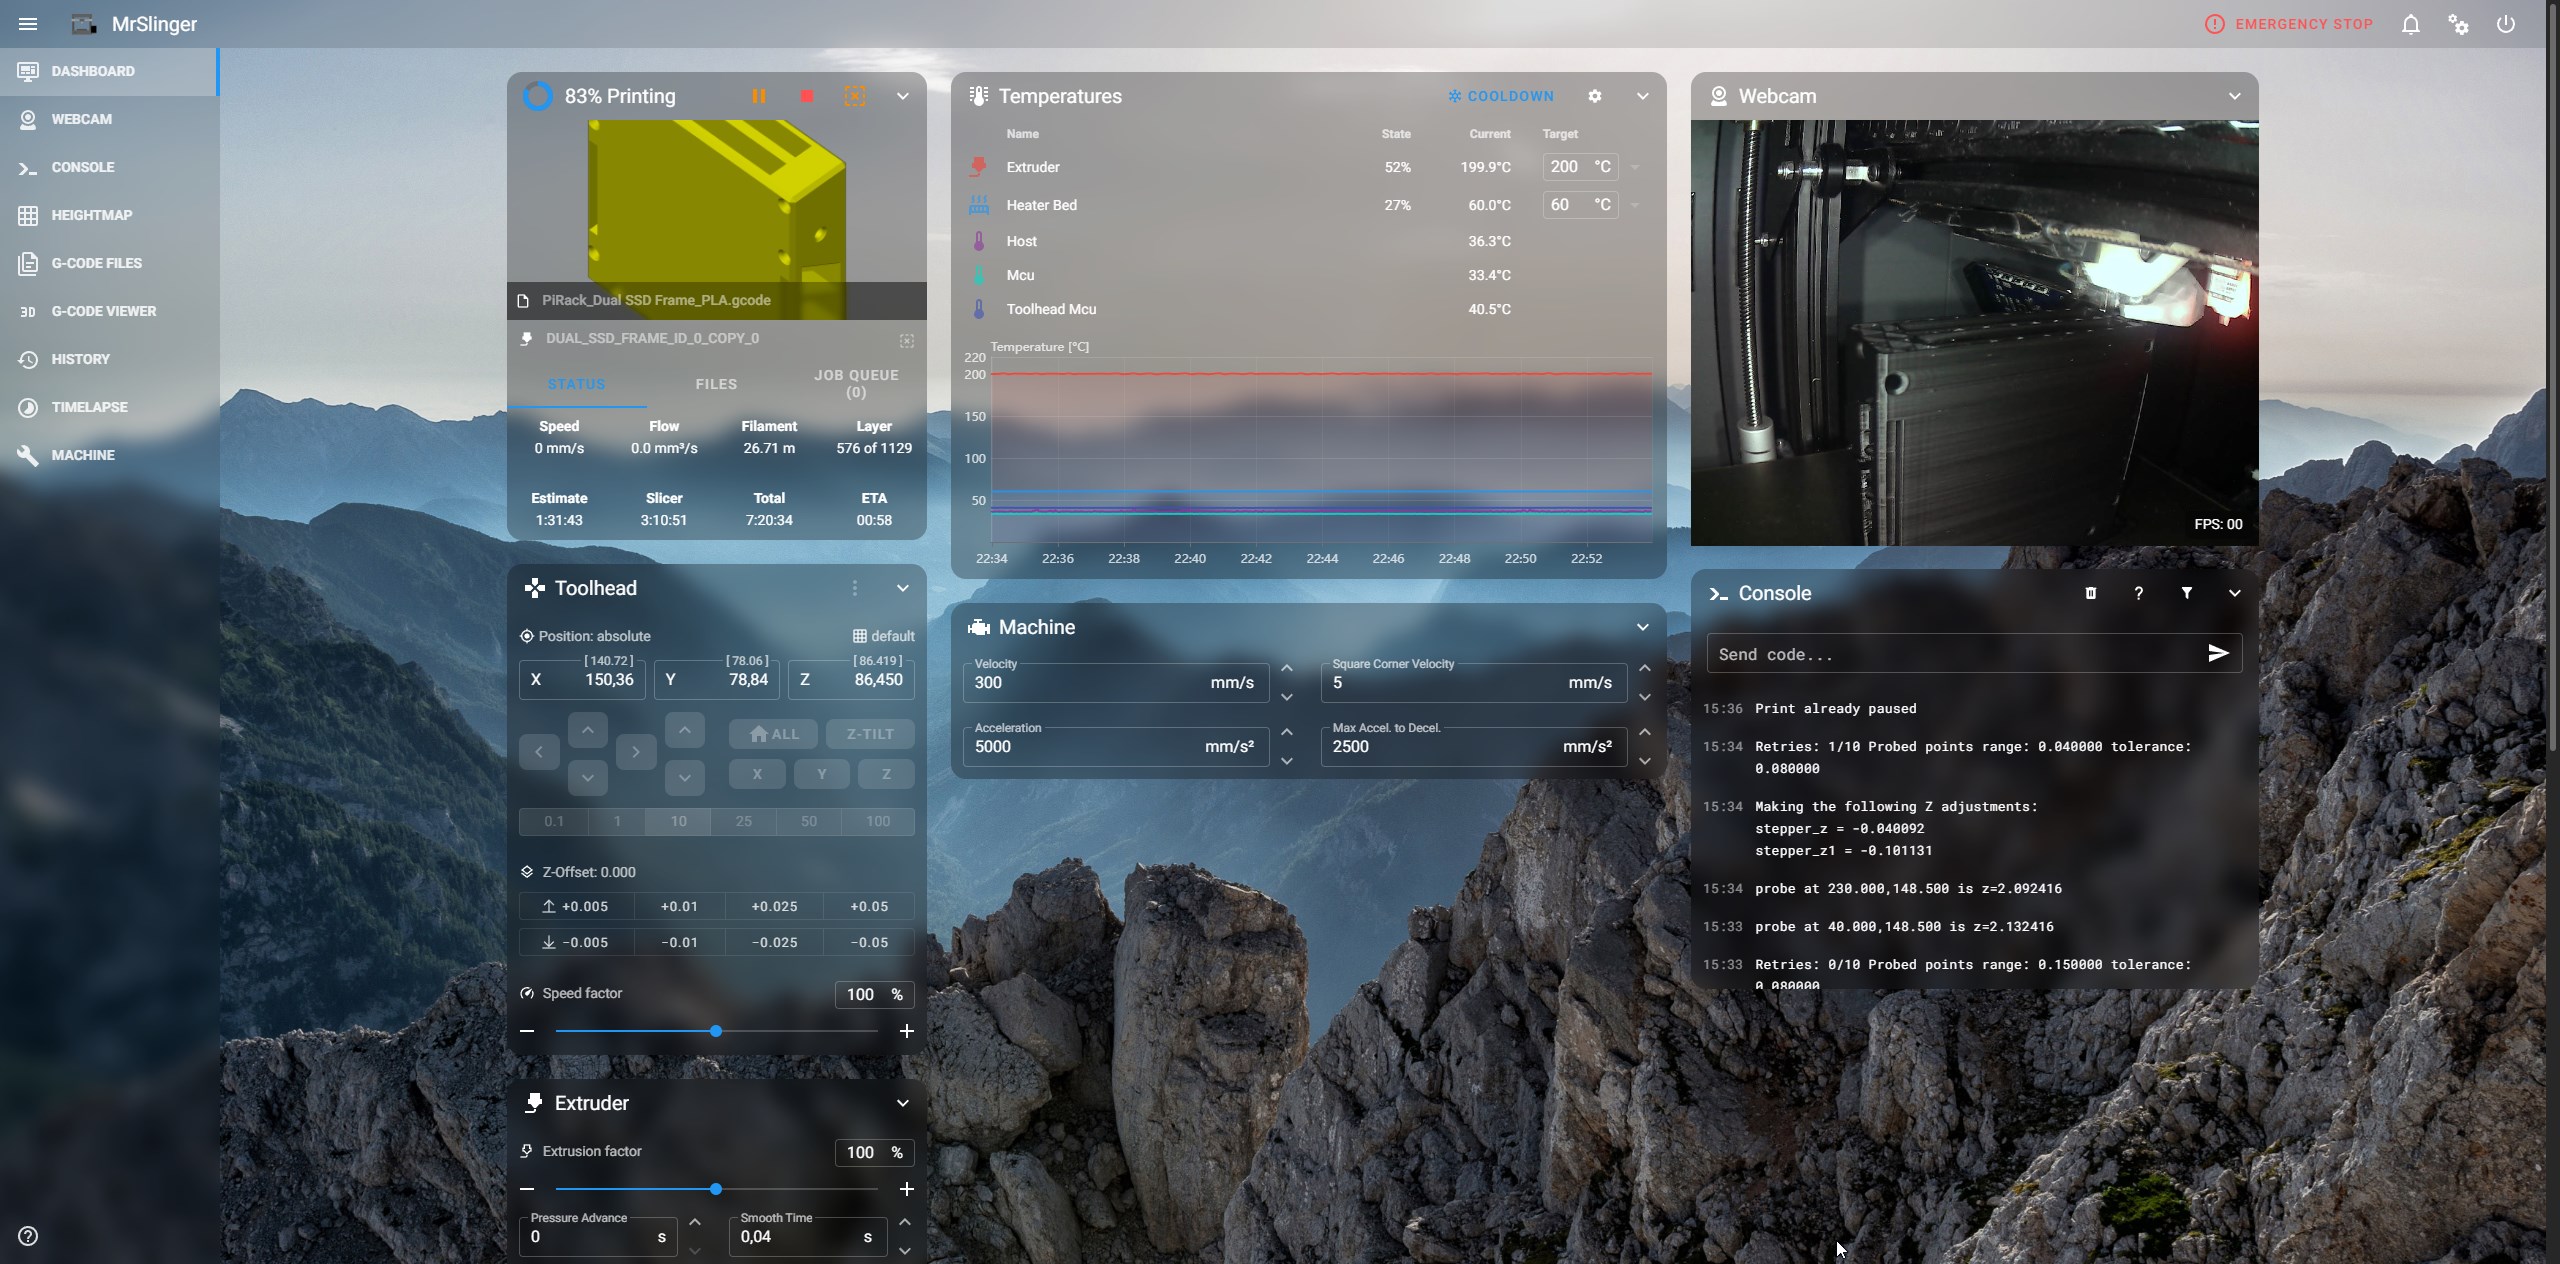 MrSlinger
EMERGENCY STOP
DASHBOARD
WEBCAM
CONSOLE
HEIGHTMAP
G-CODE FILES
3D G-CODE VIEWER
HISTORY
TIMELAPSE
MACHINE
83% Printing
PiRack_Dual SSD Frame_PLA.gcode
DUAL_SSD_FRAME_ID_0_COPY_0
STATUS FILES JOB QUEUE
(0)
Speed Flow Filament Layer
0 mm/s 0.0 mm³/s 26.71 m 576 of 1129
Estimate Slicer Total ETA
1:31:43 3:10:51 7:20:34 00:58
Toolhead
Position: absolute default
[ 140.72 ] [ 78.06 ] [ 86.419 ]
X 150,36 Y 78,84 Z 86,450
ALL Z-TILT
X Y Z
0.1 1 10 25 50 100
Z-Offset: 0.000
+0.005 +0.01 +0.025 +0.05
−0.005 −0.01 −0.025 −0.05
Speed factor 100 %
Extruder
Extrusion factor 100 %
Pressure Advance Smooth Time
0 s 0,04 s
Temperatures COOLDOWN
Name State Current Target
Extruder 52% 199.9°C 200 °C
Heater Bed 27% 60.0°C 60 °C
Host 36.3°C
Mcu 33.4°C
Toolhead Mcu 40.5°C
Temperature [°C]
220
200
150
100
50
22:34 22:36 22:38 22:40 22:42 22:44 22:46 22:48 22:50 22:52
Machine
Velocity Square Corner Velocity
300 mm/s 5 mm/s
Acceleration Max Accel. to Decel.
5000 mm/s² 2500 mm/s²
Webcam
FPS: 00
Console
Send code...
15:36 Print already paused
15:34 Retries: 1/10 Probed points range: 0.040000 tolerance:
0.080000
15:34 Making the following Z adjustments:
stepper_z = -0.040092
stepper_z1 = -0.101131
15:34 probe at 230.000,148.500 is z=2.092416
15:33 probe at 40.000,148.500 is z=2.132416
15:33 Retries: 0/10 Probed points range: 0.150000 tolerance:
0.080000